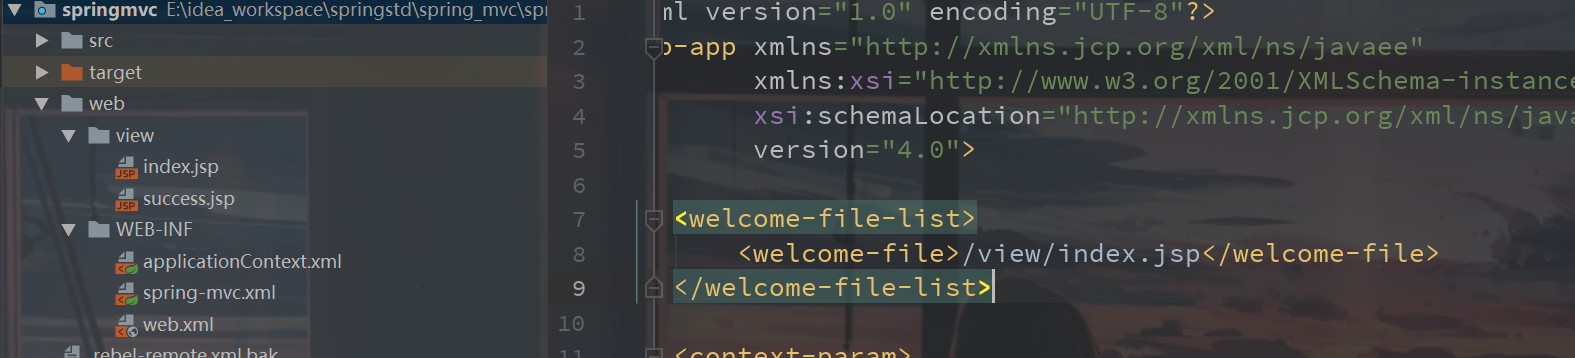 springmvc E:\idea_workspace\springstd\spring_mvc\spr
src
target
web
view
index.jsp
success.jsp
WEB-INF
applicationContext.xml
spring-mvc.xml
web.xml
rebel-remote.xml.bak
1 ml version="1.0" encoding="UTF-8"?>
2 b-app xmlns="http://xmlns.jcp.org/xml/ns/javaee"
3 xmlns:xsi="http://www.w3.org/2001/XMLSchema-instance
4 xsi:schemaLocation="http://xmlns.jcp.org/xml/ns/java
5 version="4.0">
6
7 <welcome-file-list>
8 <welcome-file>/view/index.jsp</welcome-file>
9 </welcome-file-list>
10
11 <context-param>